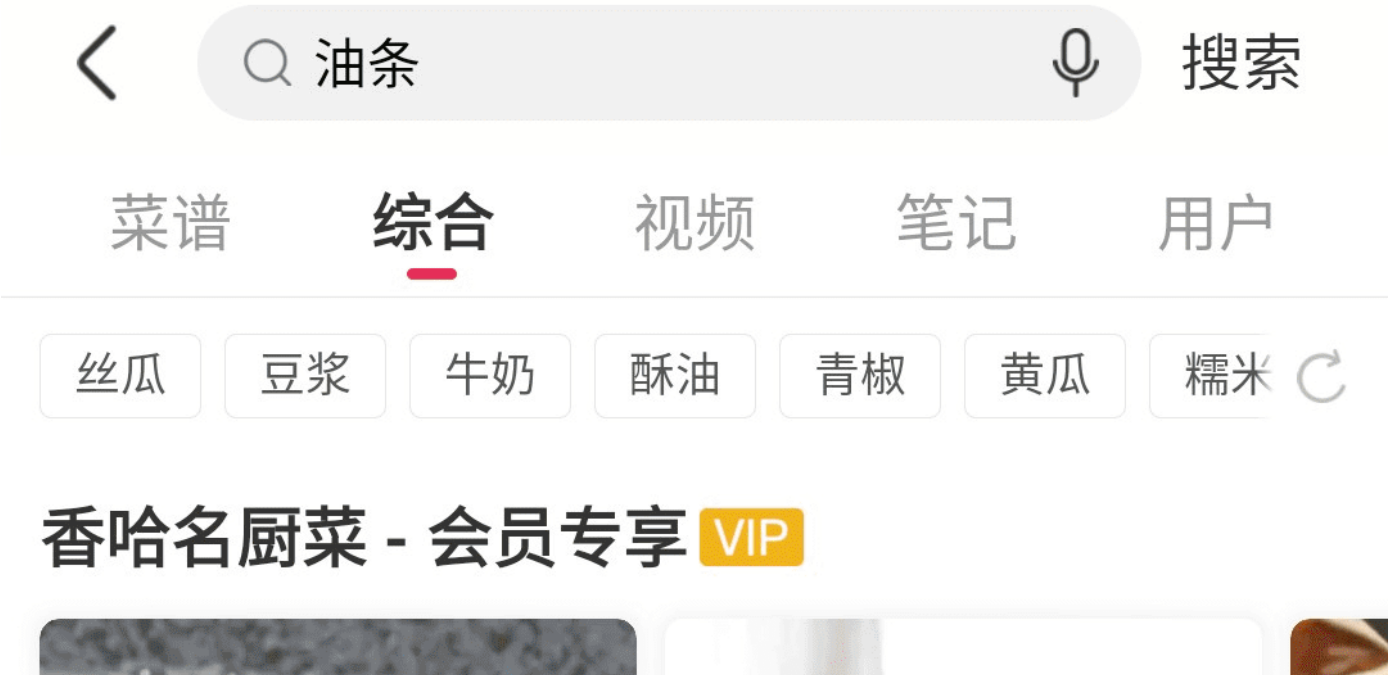 油条 搜索
菜谱 综合 视频 笔记 用户
丝瓜 豆浆 牛奶 酥油 青椒 黄瓜 糯米
香哈名厨菜 - 会员专享 VIP